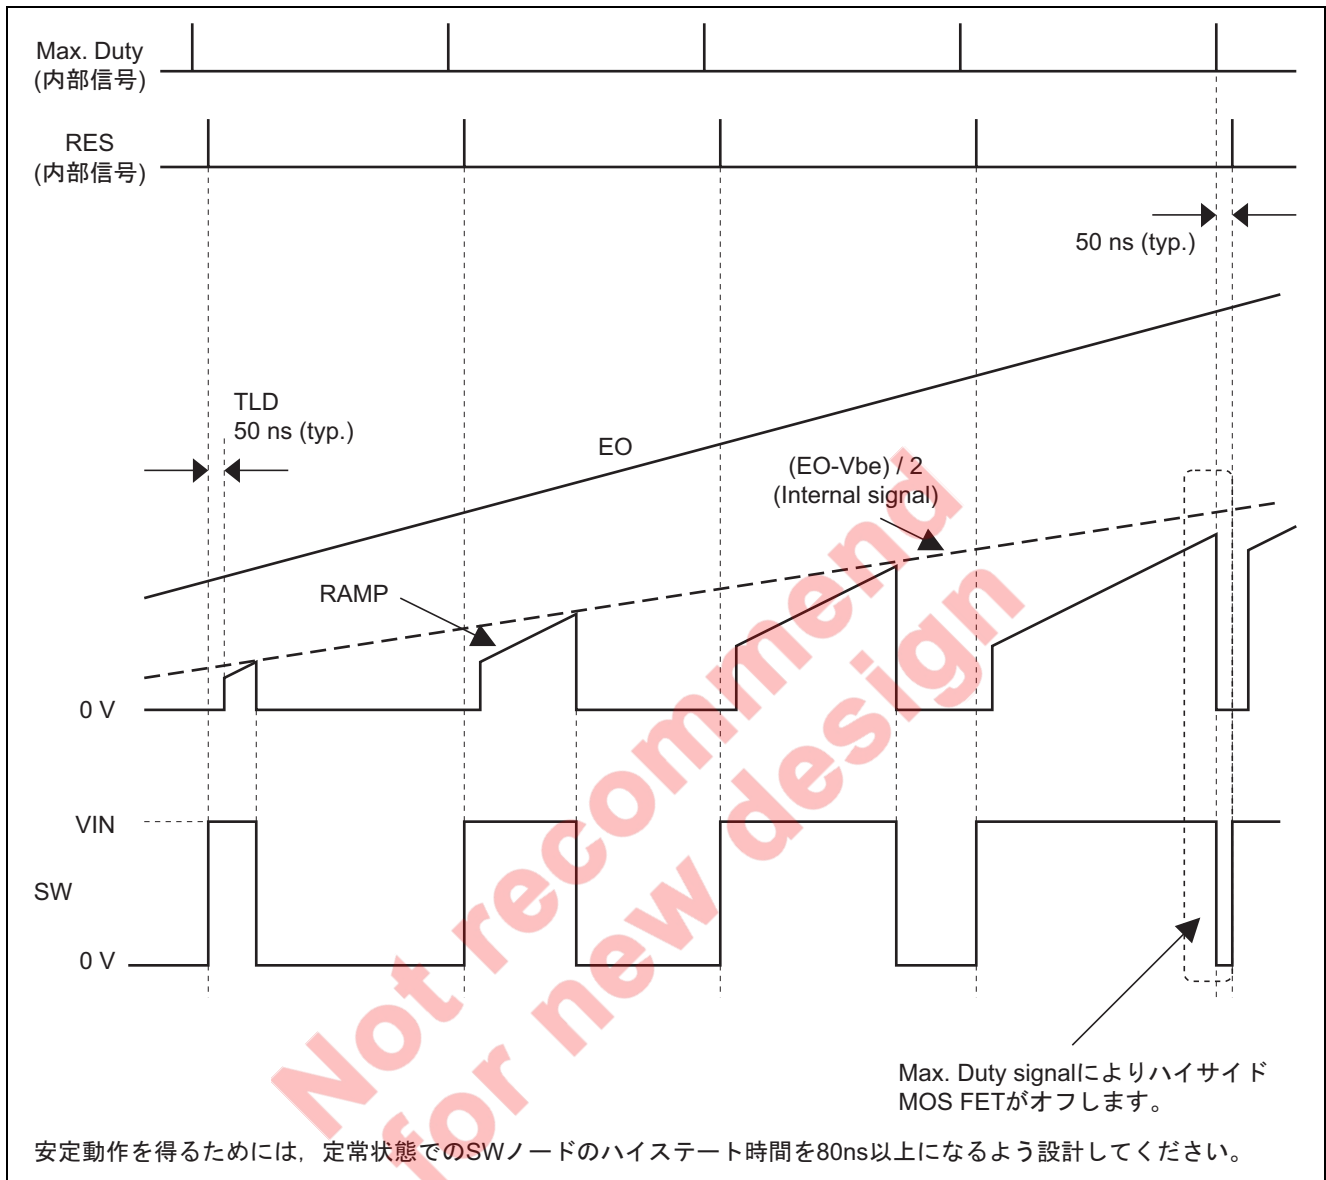 Max. Duty
(内部信号)
RES
(内部信号)
50 ns (typ.)
TLD
50 ns (typ.)
EO
(EO-Vbe) / 2
(Internal signal)
RAMP
0 V
VIN
SW
0 V
Not recommend
for new design
Max. Duty signalによりハイサイド
MOS FETがオフします。
安定動作を得るためには，定常状態でのSWノードのハイステート時間を80ns以上になるよう設計してください。